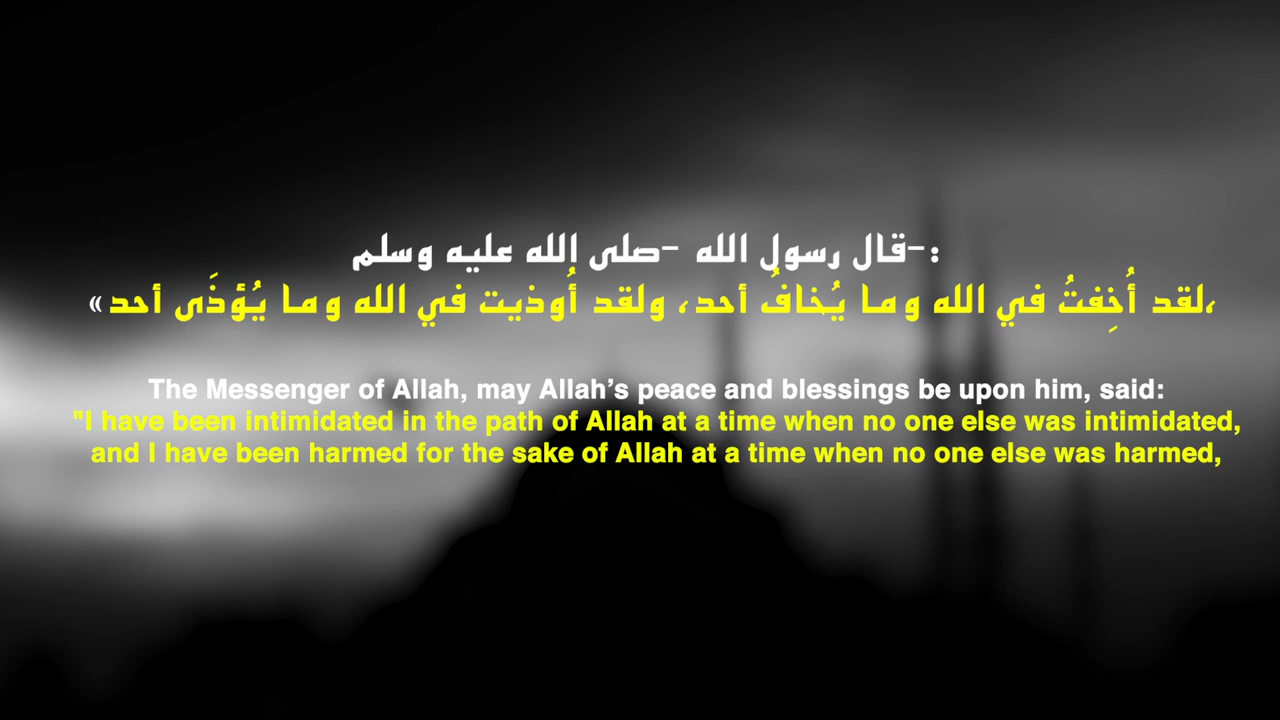 قال رسول الله -صلى الله عليه وسلم-:
«لقد أُخِفتُ في الله وما يُخافُ أحد، ولقد أُوذيت في الله وما يُؤذَى أحد،
The Messenger of Allah, may Allah’s peace and blessings be upon him, said:
"I have been intimidated in the path of Allah at a time when no one else was intimidated,
and I have been harmed for the sake of Allah at a time when no one else was harmed,